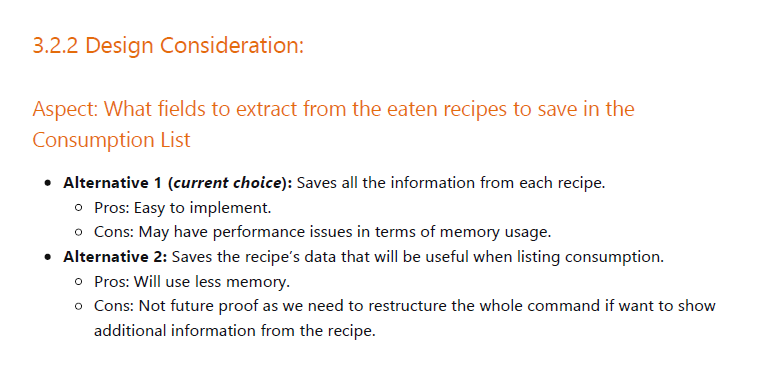 3.2.2 Design Consideration:
Aspect: What fields to extract from the eaten recipes to save in the
Consumption List
• Alternative 1 (current choice): Saves all the information from each recipe.
◦ Pros: Easy to implement.
◦ Cons: May have performance issues in terms of memory usage.
• Alternative 2: Saves the recipe’s data that will be useful when listing consumption.
◦ Pros: Will use less memory.
◦ Cons: Not future proof as we need to restructure the whole command if want to show
additional information from the recipe.